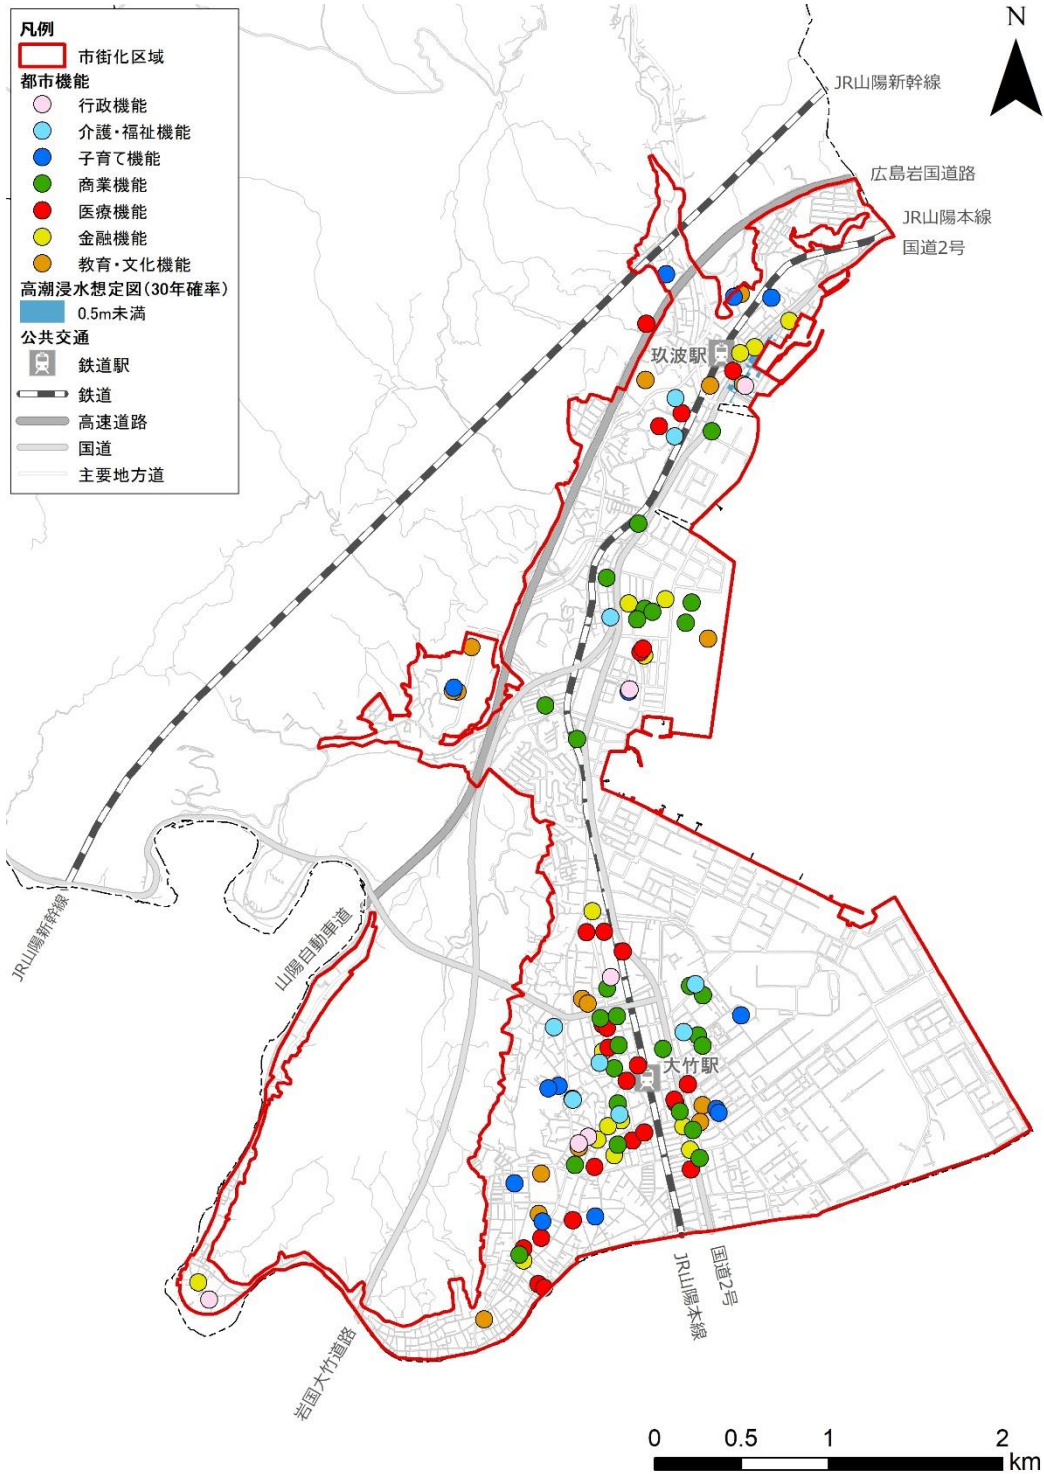 凡例
市街化区域
都市機能
行政機能
介護・福祉機能
子育て機能
商業機能
医療機能
金融機能
教育・文化機能
高潮浸水想定図(30年確率)
0.5m未満
公共交通
鉄道駅
鉄道
高速道路
国道
主要地方道
N
JR山陽新幹線
広島岩国道路
JR山陽本線
国道2号
玖波駅
JR山陽新幹線
山陽自動車道
大竹駅
国道2号
JR山陽本線
岩国大竹道路
0 0.5 1 2
km